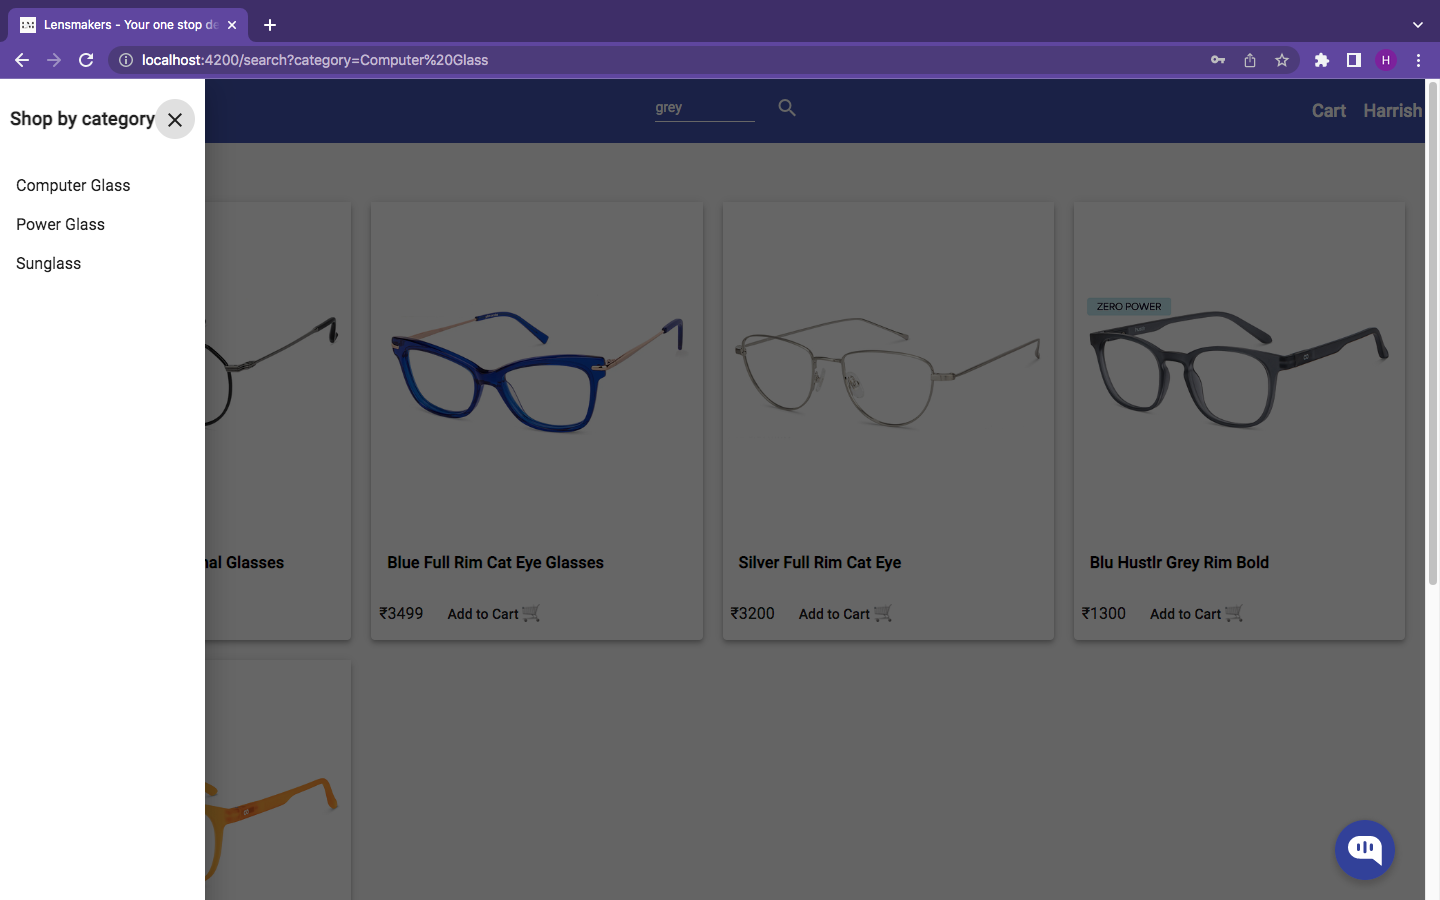 Lensmakers - Your one stop de
localhost:4200/search?category=Computer%20Glass
H
Shop by category
grey
Cart
Harrish
Computer Glass
Power Glass
Sunglass
ZERO POWER
nal Glasses
Blue Full Rim Cat Eye Glasses
Silver Full Rim Cat Eye
Blu Hustlr Grey Rim Bold
₹3499 Add to Cart
₹3200 Add to Cart
₹1300 Add to Cart